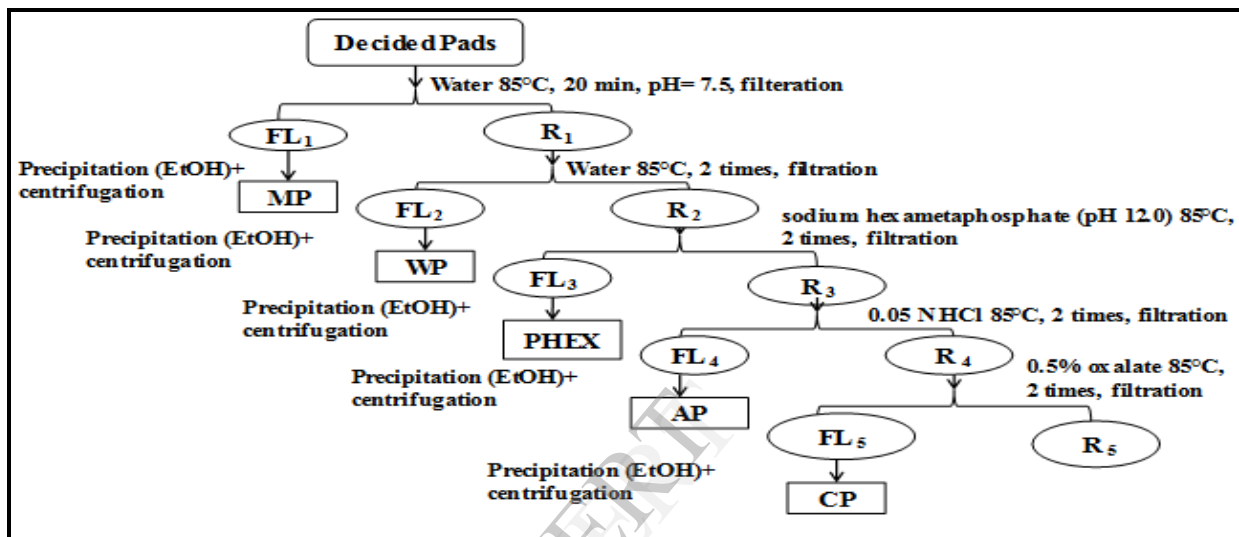 Decided Pads
Water 85°C, 20 min, pH= 7.5, filteration
FL1
R1
Precipitation (EtOH)+
centrifugation
MP
Water 85°C, 2 times, filtration
FL2
R2
Precipitation (EtOH)+
centrifugation
WP
sodium hexametaphosphate (pH 12.0) 85°C,
2 times, filtration
FL3
R3
Precipitation (EtOH)+
centrifugation
PHEX
0.05 NHCl 85°C, 2 times, filtration
FL4
R4
Precipitation (EtOH)+
centrifugation
AP
0.5% oxalate 85°C,
2 times, filtration
FL5
R5
Precipitation (EtOH)+
centrifugation
CP